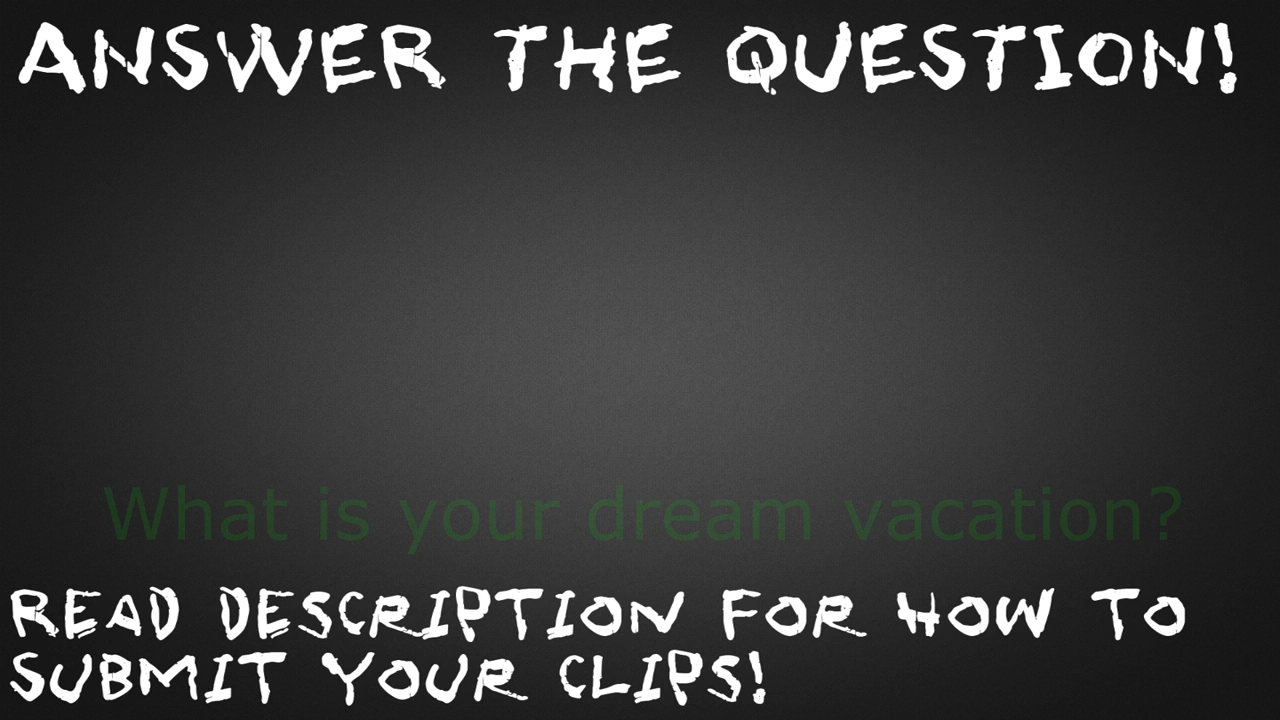 ANSWER THE QUESTION!
What is your dream vacation?
READ DESCRIPTION FOR HOW TO
SUBMIT YOUR CLIPS!